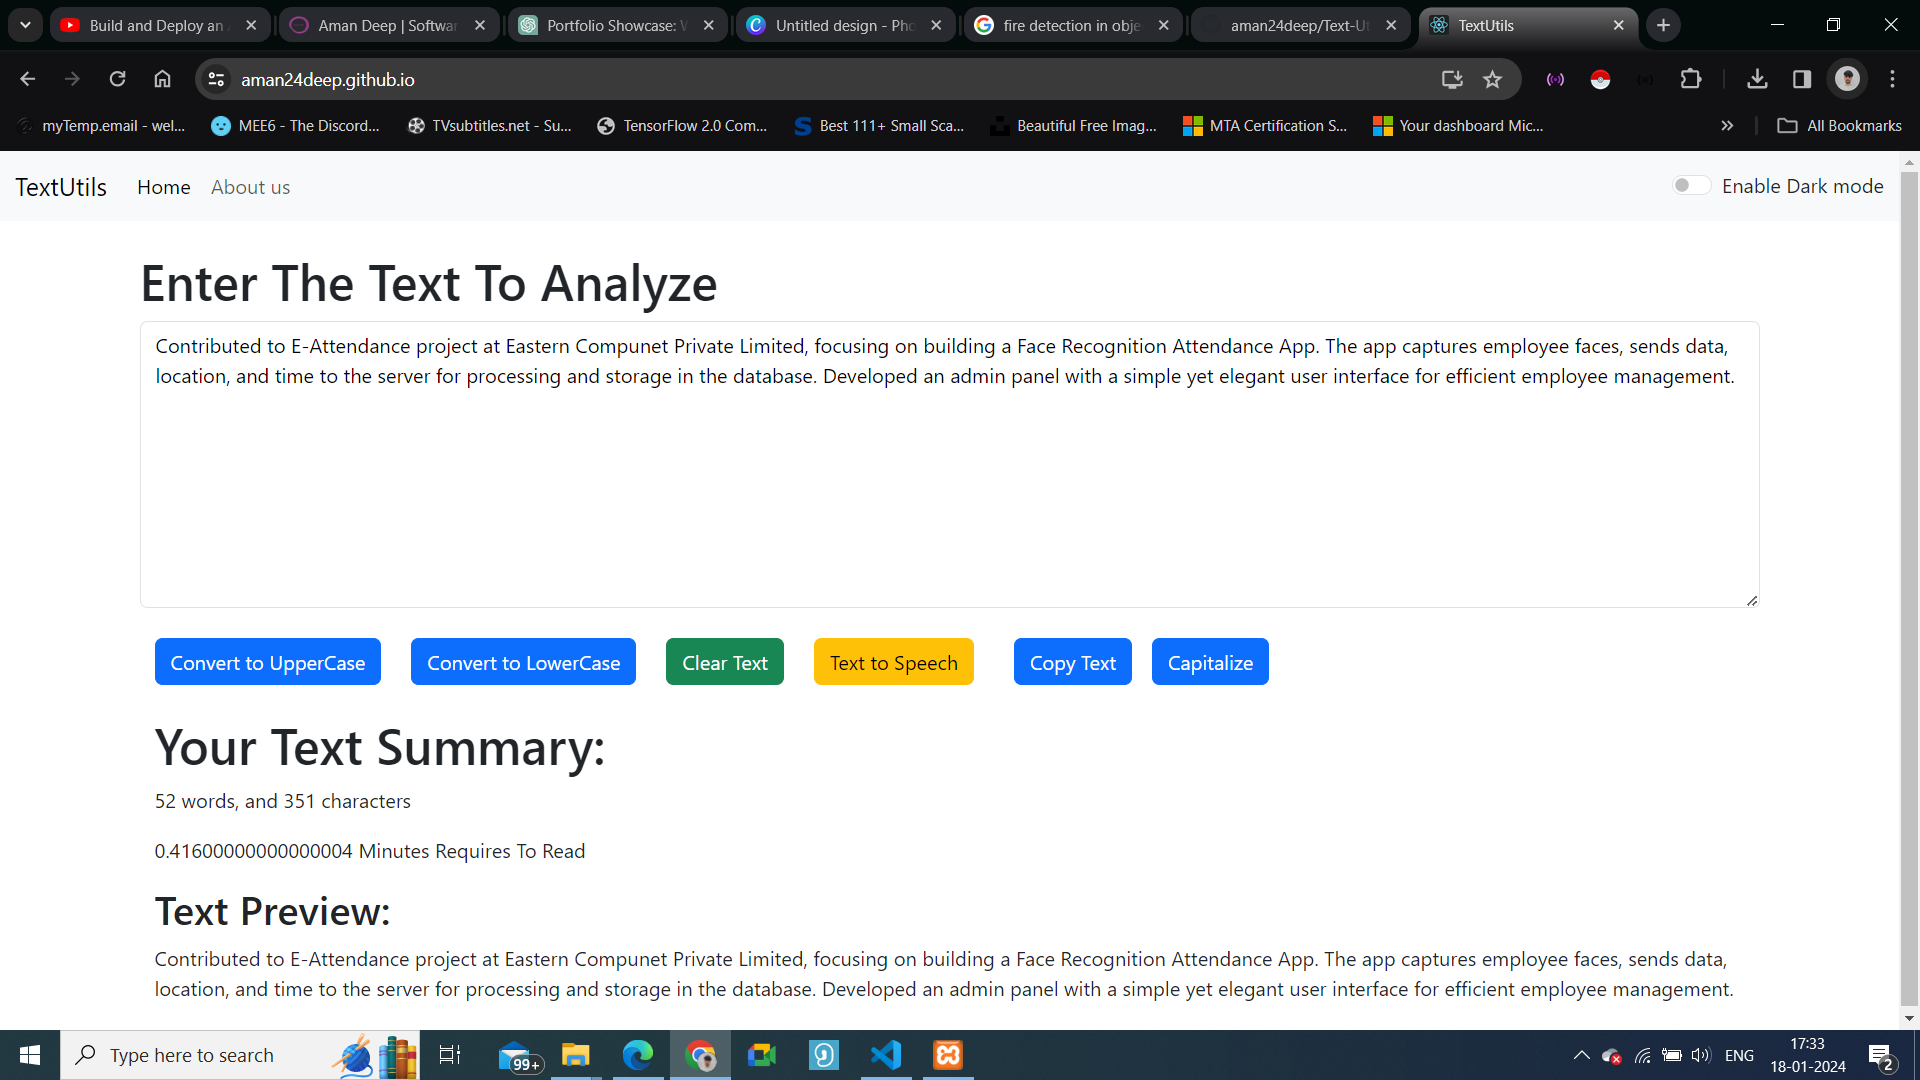 Build and Deploy an
Aman Deep | Softwar
Portfolio Showcase: W
Untitled design - Pho
fire detection in obje
aman24deep/Text-Ut
TextUtils
aman24deep.github.io
myTemp.email - wel...
MEE6 - The Discord...
TVsubtitles.net - Su...
TensorFlow 2.0 Com...
Best 111+ Small Sca...
Beautiful Free Imag...
MTA Certification S...
Your dashboard Mic...
All Bookmarks
TextUtils
Home
About us
Enable Dark mode
Enter The Text To Analyze
Contributed to E-Attendance project at Eastern Compunet Private Limited, focusing on building a Face Recognition Attendance App. The app captures employee faces, sends data,
location, and time to the server for processing and storage in the database. Developed an admin panel with a simple yet elegant user interface for efficient employee management.
Convert to UpperCase
Convert to LowerCase
Clear Text
Text to Speech
Copy Text
Capitalize
Your Text Summary:
52 words, and 351 characters
0.41600000000000004 Minutes Requires To Read
Text Preview:
Contributed to E-Attendance project at Eastern Compunet Private Limited, focusing on building a Face Recognition Attendance App. The app captures employee faces, sends data,
location, and time to the server for processing and storage in the database. Developed an admin panel with a simple yet elegant user interface for efficient employee management.
Type here to search
99+
ENG
17:33
18-01-2024
2